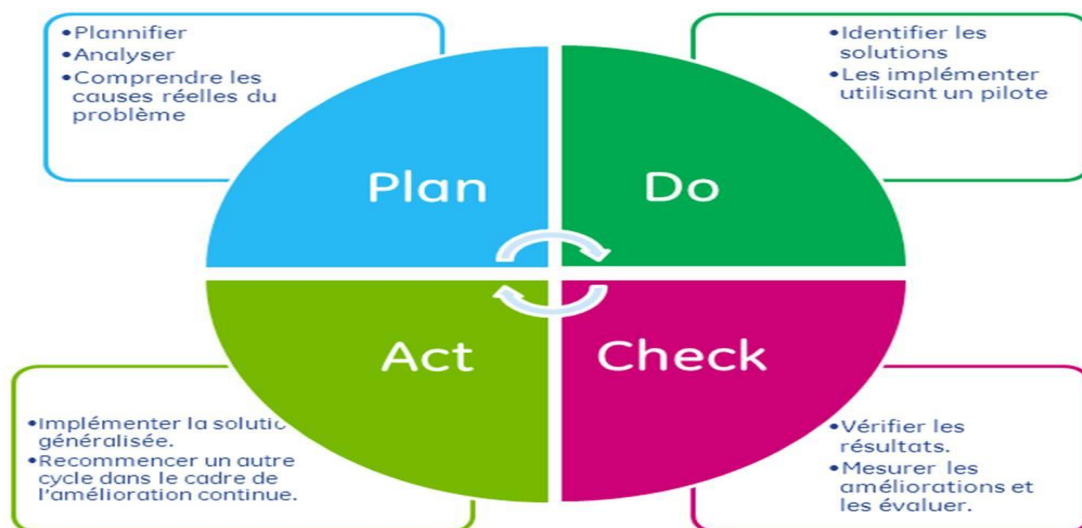 •Plannifier
•Analyser
•Comprendre les
causes réelles du
problème
Plan
•Identifier les
solutions
•Les implémenter
utilisant un pilote
Do
Act
•Implémenter la
généralisée.
•Recommencer un autre
cycle dans le cadre de
l'amélioration continue.
Check
•Vérifier les
résultats.
•Mesurer les
améliorations et
les évaluer.